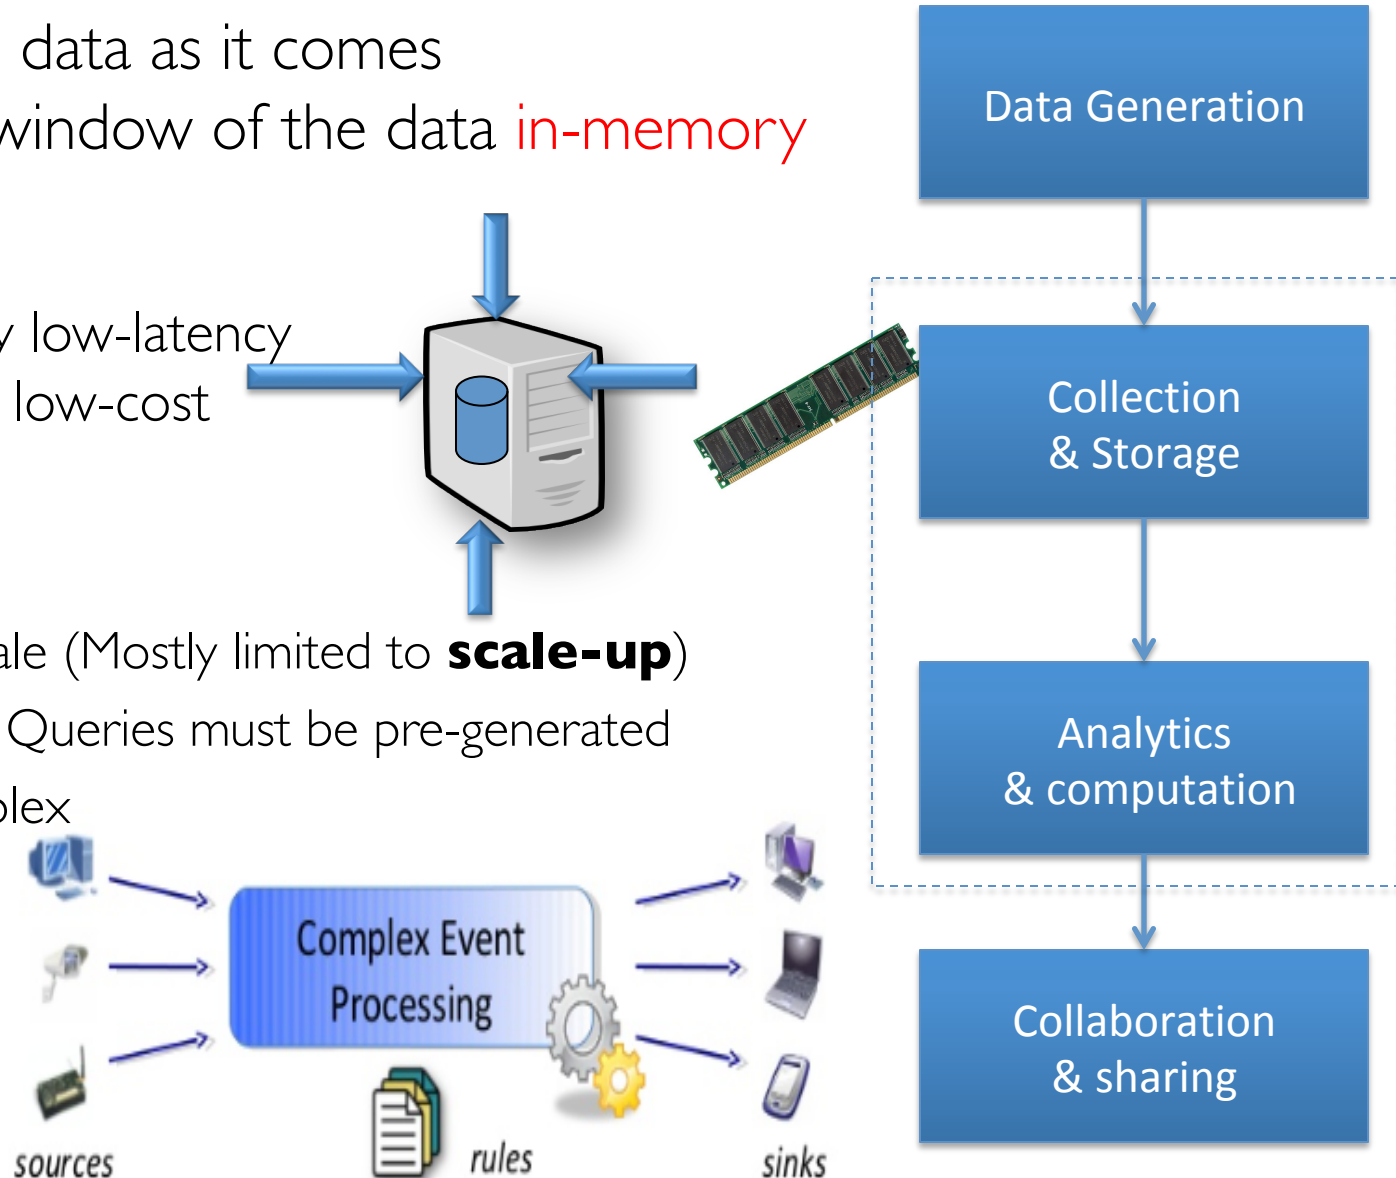 data as it comes
window of the data in-memory
low-latency
low-cost
(Mostly limited to scale-up)
Queries must be pre-generated
Complex Event
Processing
sources
rules
sinks
Data Generation
Collection
& Storage
Analytics
& computation
Collaboration
& sharing